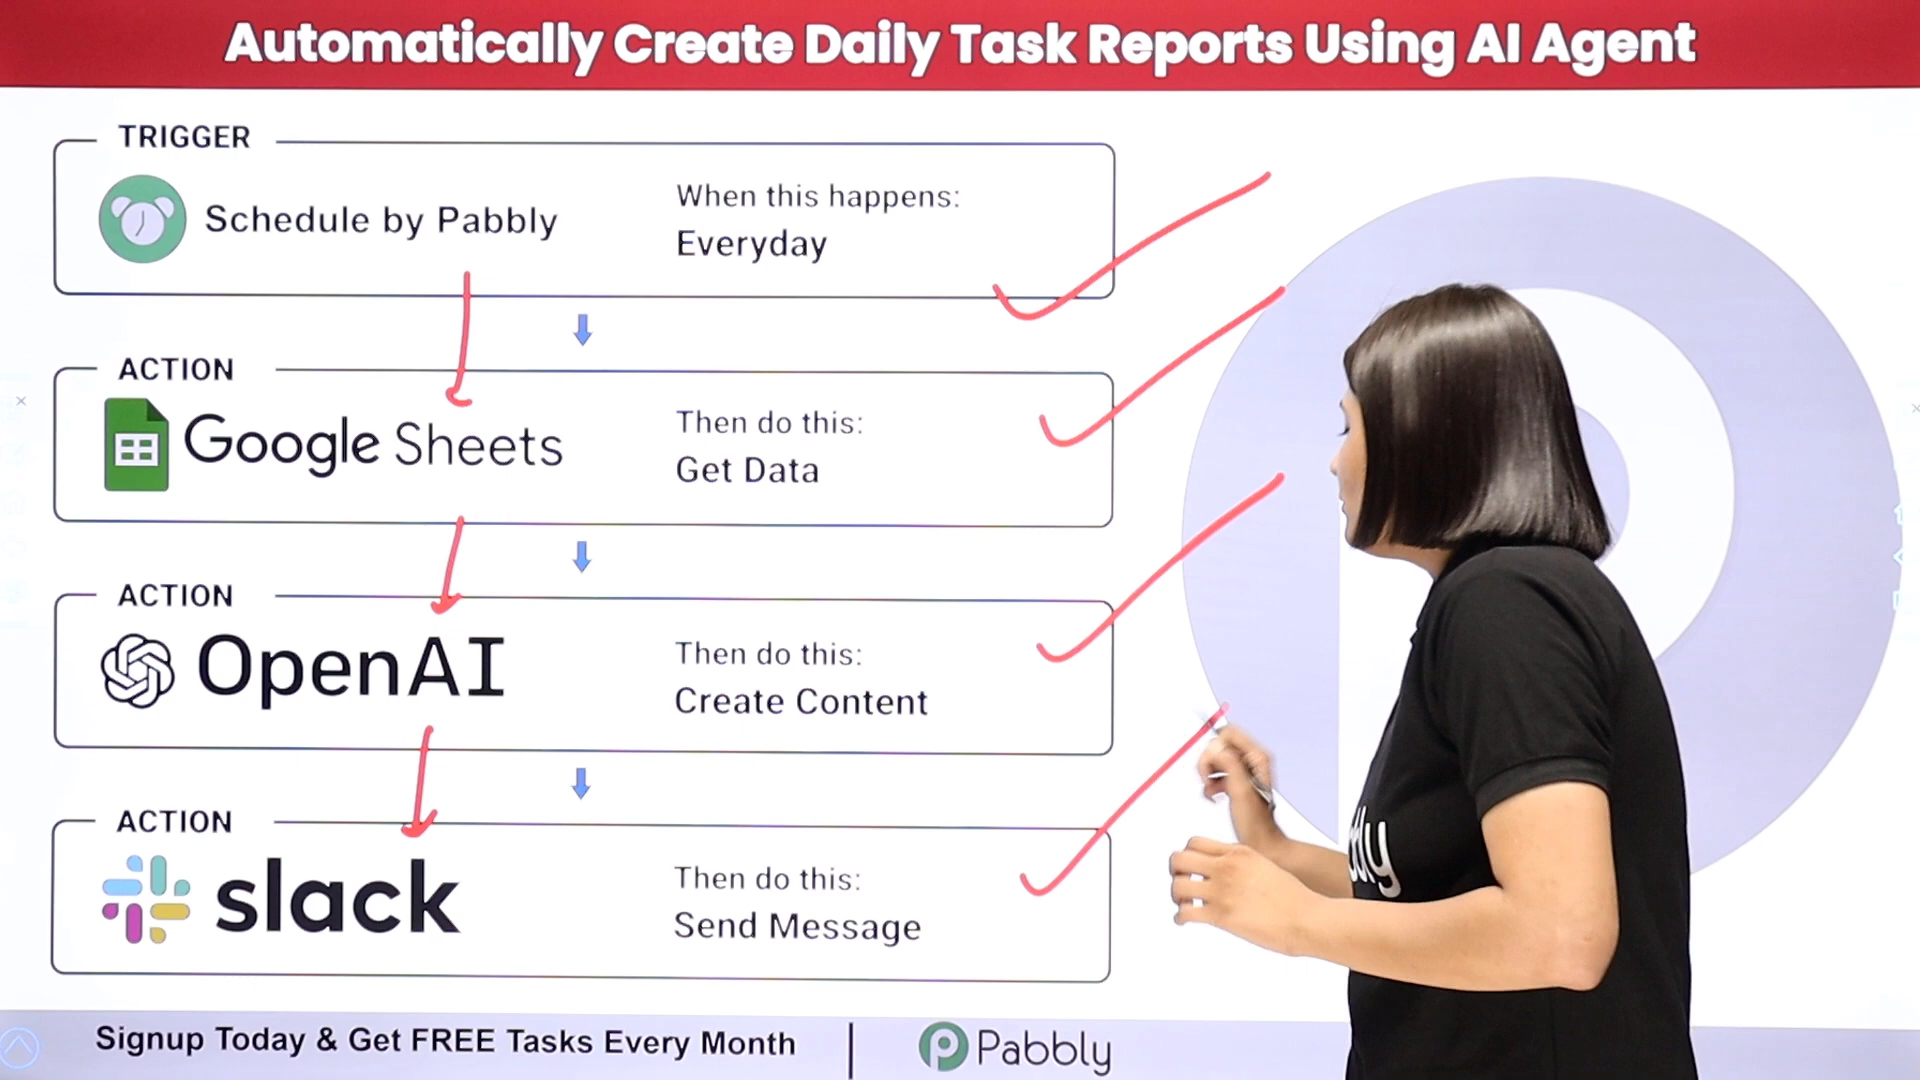 Automatically Create Daily Task Reports Using AI Agent
TRIGGER
Schedule by Pabbly
When this happens:
Everyday
ACTION
Google Sheets
Then do this:
Get Data
ACTION
OpenAI
Then do this:
Create Content
ACTION
slack
Then do this:
Send Message
Signup Today & Get FREE Tasks Every Month
Pabbly